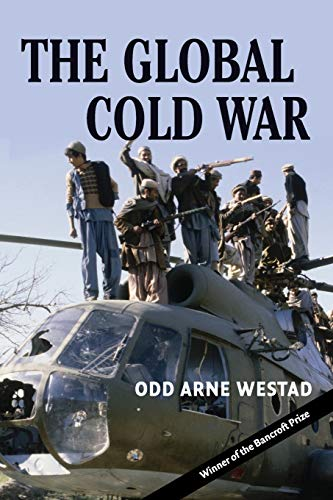 THE GLOBAL
COLD WAR
ODD ARNE WESTAD
Winner of the Bancroft Prize